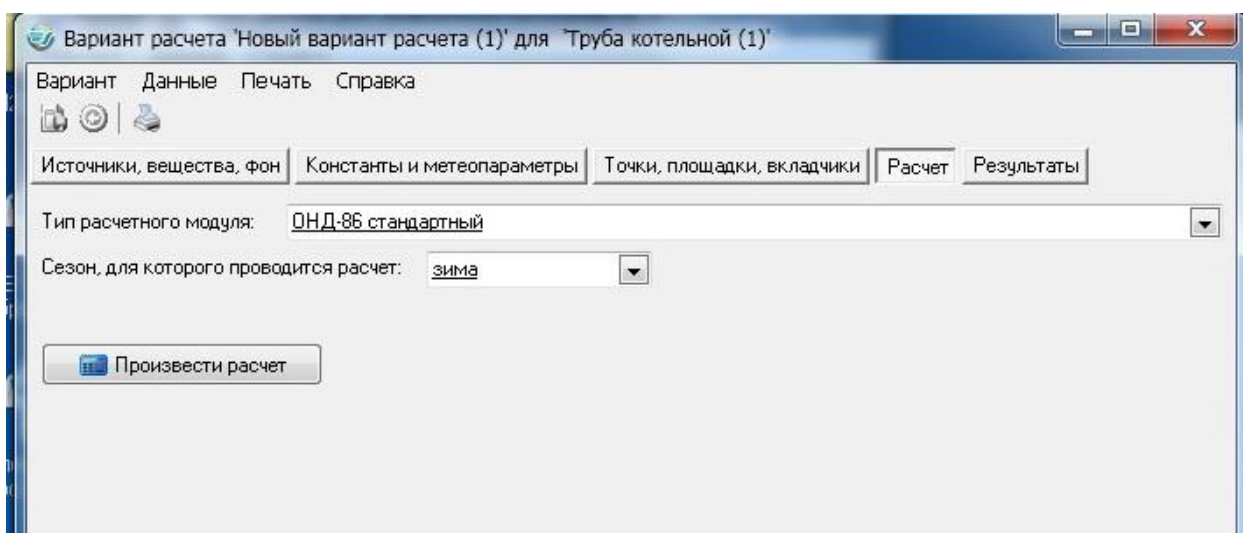 Вариант расчета 'Новый вариант расчета (1)' для 'Труба котельной (1)'
Вариант Данные Печать Справка
Источники, вещества, фон Константы и метеопараметры Точки, площадки, вкладчики Расчет Результаты
Тип расчетного модуля: ОНД-86 стандартный
Сезон, для которого проводится расчет: зима
Произвести расчет